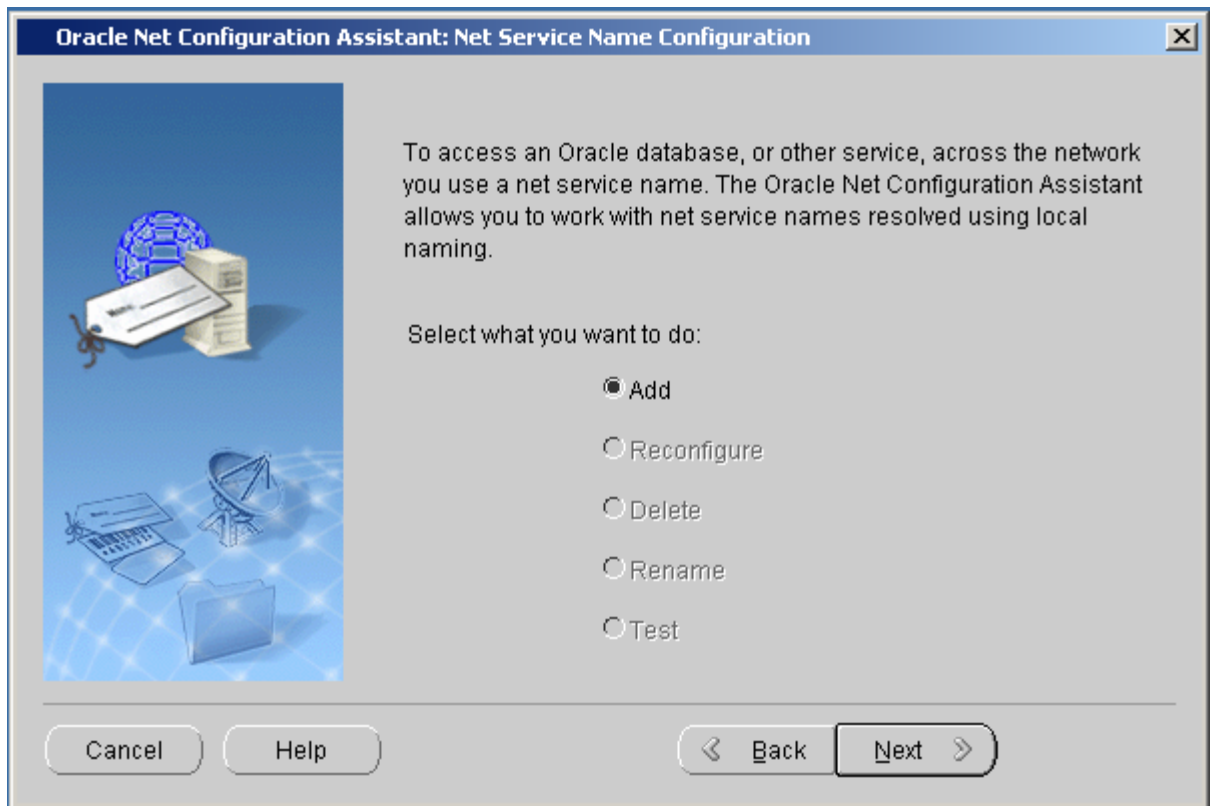 Oracle Net Configuration Assistant: Net Service Name Configuration
To access an Oracle database, or other service, across the network
you use a net service name. The Oracle Net Configuration Assistant
allows you to work with net service names resolved using local
naming.
Select what you want to do:
Add
Reconfigure
Delete
Rename
Test
Cancel Help Back Next